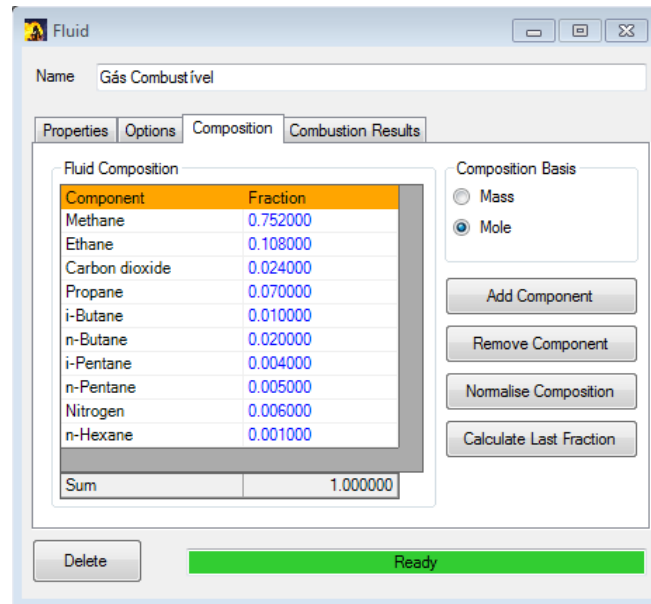 Fluid
Name Gás Combustível
Properties Options Composition Combustion Results
Fluid Composition
Component Fraction
Methane 0.752000
Ethane 0.108000
Carbon dioxide 0.024000
Propane 0.070000
i-Butane 0.010000
n-Butane 0.020000
i-Pentane 0.004000
n-Pentane 0.005000
Nitrogen 0.006000
n-Hexane 0.001000
Sum 1.000000
Composition Basis
Mass
Mole
Add Component
Remove Component
Normalise Composition
Calculate Last Fraction
Delete Ready